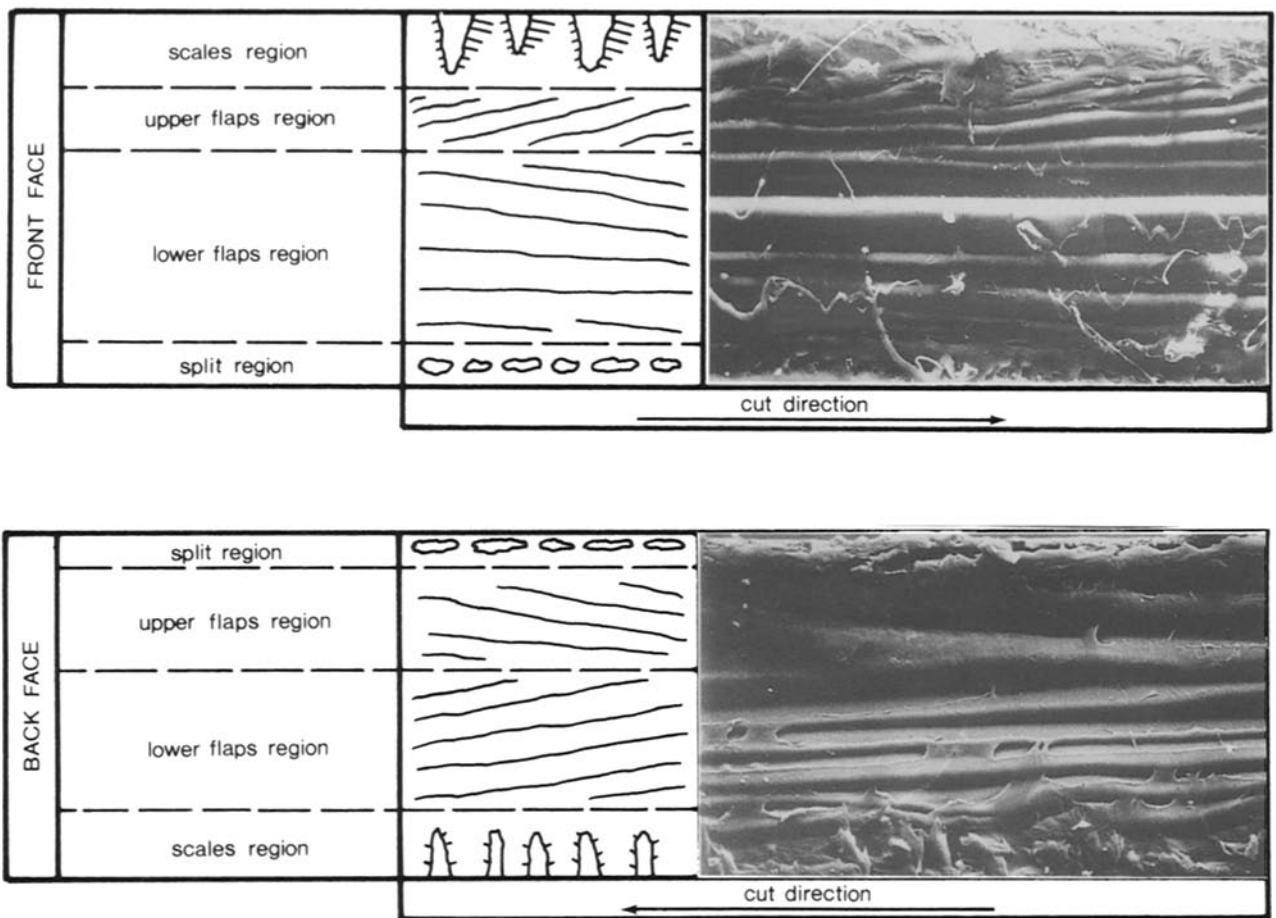 FRONT FACE
scales region
upper flaps region
lower flaps region
split region
cut direction
BACK FACE
split region
upper flaps region
lower flaps region
scales region
cut direction